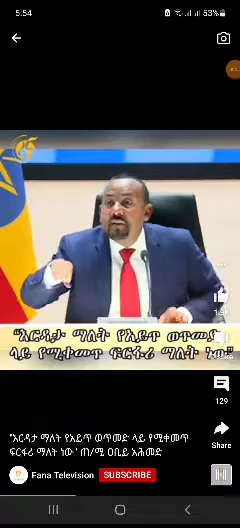 5.54
53%
"እርዳታ ማለት የአይጥ ወጥመድ
ላይ የሚቀመጥ ፍርፋሪ ማለት ነው"
129
Share
"እርዳታ ማለት የአይጥ ወጥመድ ላይ የሚቀመጥ
ፍርፋሪ ማለት ነው" ጠ/ሚ ዐቢይ አሕመድ
Fana Television
SUBSCRIBE